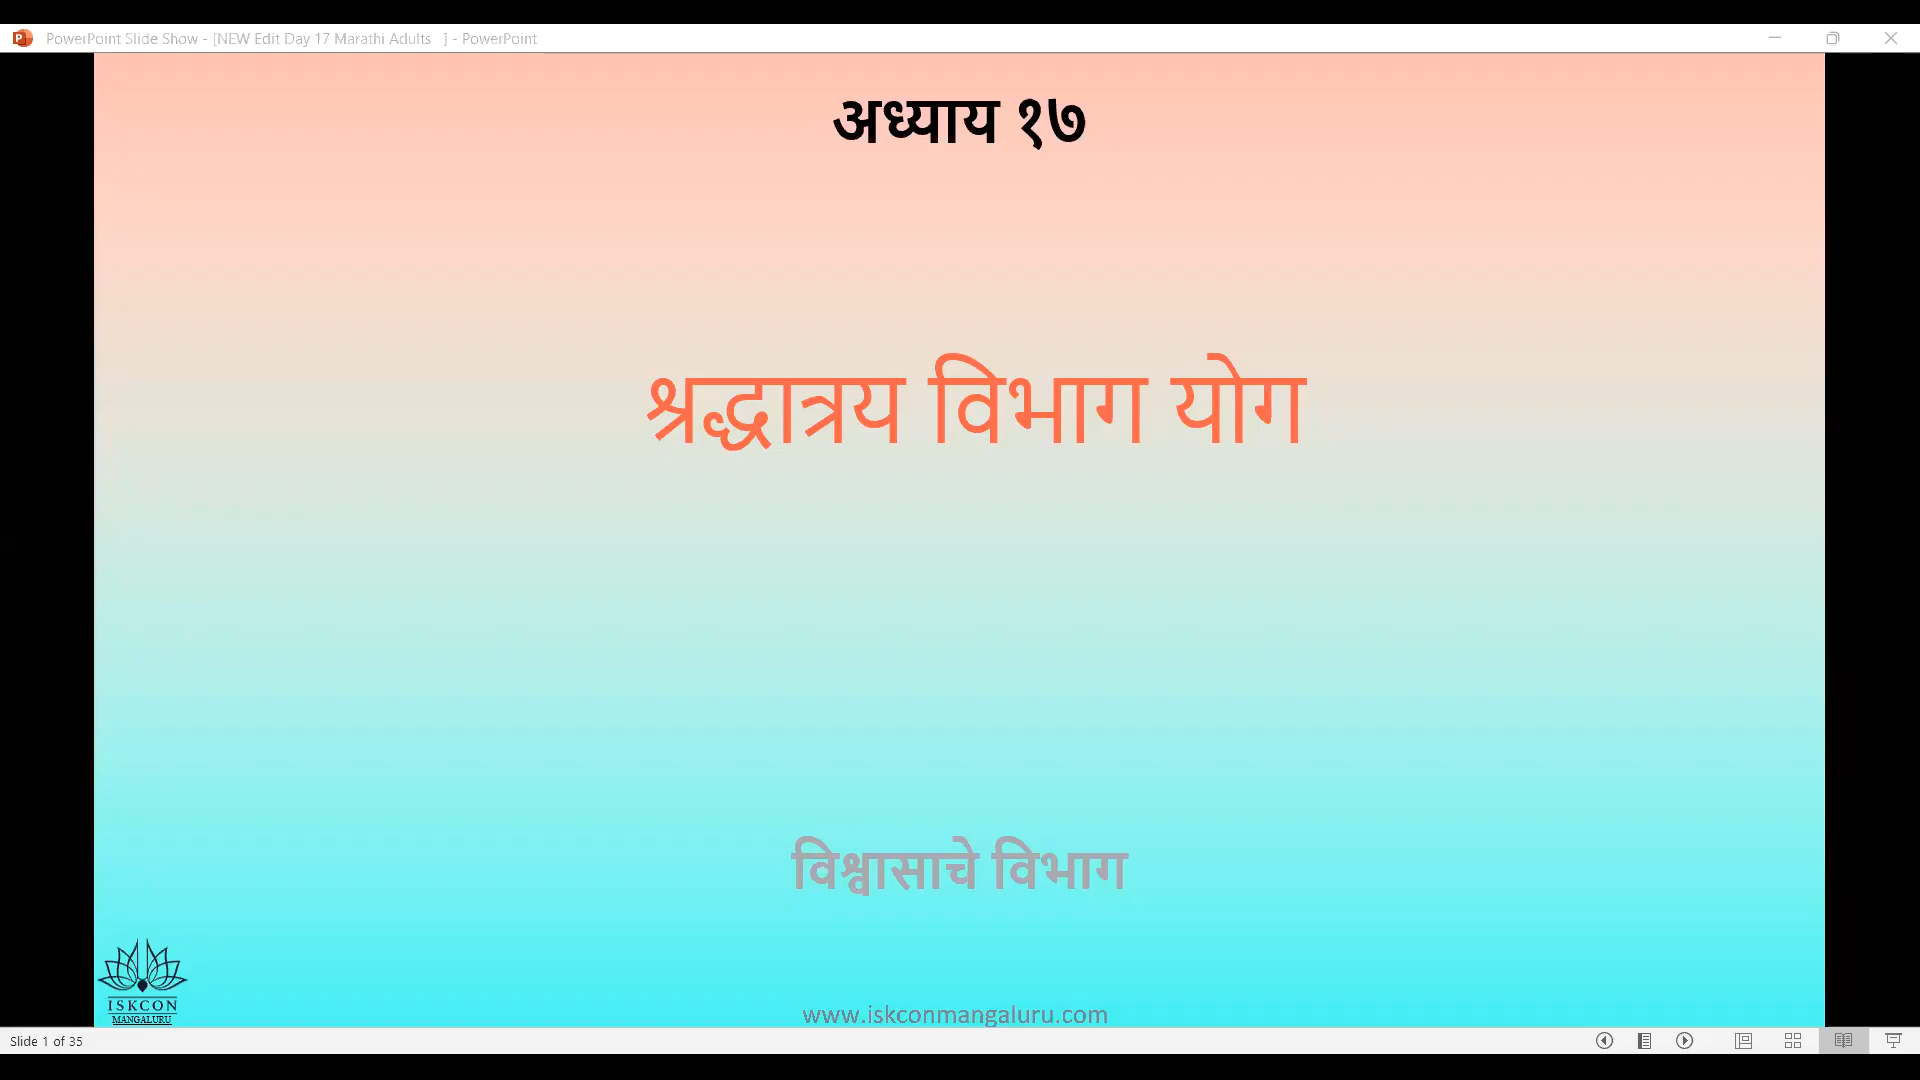 PowerPoint Slide Show - [NEW Edit Day 17 Marathi Adults ] - PowerPoint
अध्याय १७
श्रद्धात्रय विभाग योग
विश्वासाचे विभाग
ISKCON
MANGALURU
www.iskconmangaluru.com
Slide 1 of 35